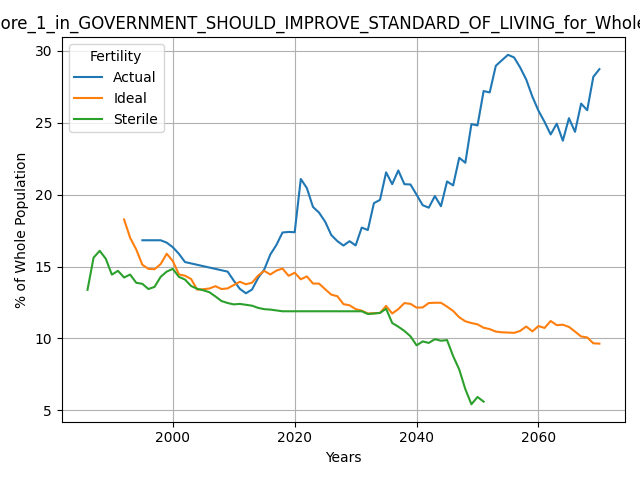 ore_1_in_GOVERNMENT_SHOULD_IMPROVE_STANDARD_OF_LIVING_for_Whole
Fertility
Actual
Ideal
Sterile
% of Whole Population
30
25
20
15
10
5
2000 2020 2040 2060
Years